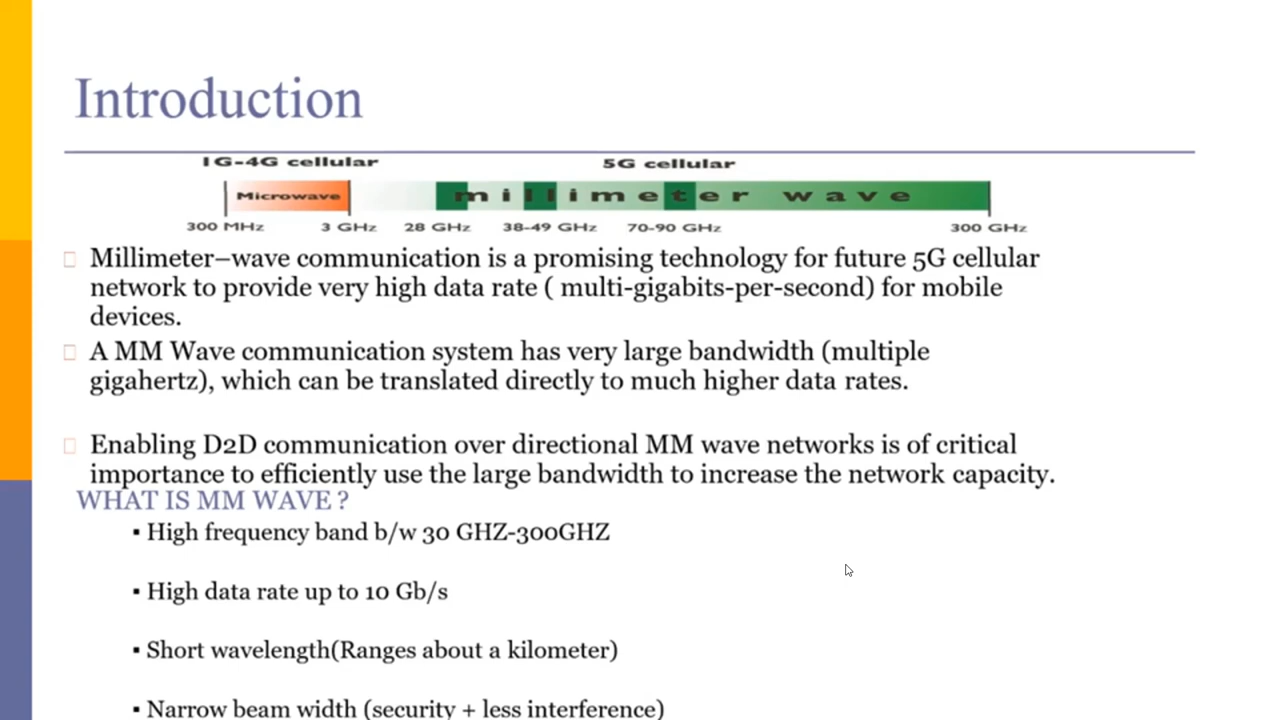 Introduction
1G-4G cellular 5G cellular
Microwave millimeter wave
300 MHz 3 GHz 28 GHz 38-49 GHz 70-90 GHz 300 GHz
Millimeter–wave communication is a promising technology for future 5G cellular
network to provide very high data rate ( multi-gigabits-per-second) for mobile
devices.
A MM Wave communication system has very large bandwidth (multiple
gigahertz), which can be translated directly to much higher data rates.
Enabling D2D communication over directional MM wave networks is of critical
importance to efficiently use the large bandwidth to increase the network capacity.
WHAT IS MM WAVE ?
▪ High frequency band b/w 30 GHZ-300GHZ
▪ High data rate up to 10 Gb/s
▪ Short wavelength(Ranges about a kilometer)
▪ Narrow beam width (security + less interference)